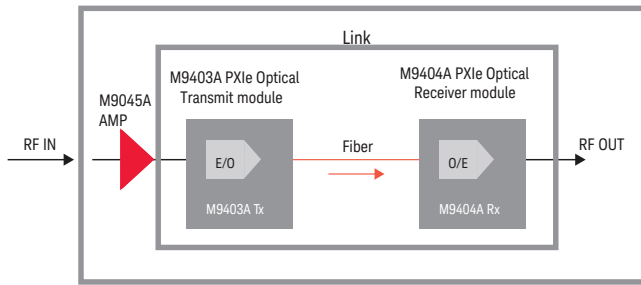 Link
M9403A PXIe Optical
Transmit module
M9404A PXIe Optical
Receiver module
M9045A
AMP
RF IN
E/O
Fiber
O/E
RF OUT
M9403A Tx
M9404A Rx